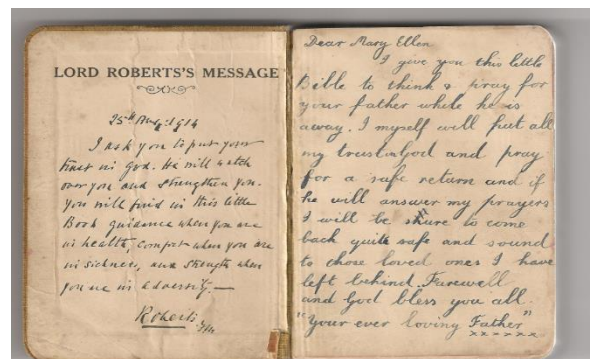 LORD ROBERTS'S MESSAGE
25th Aug. 1914
I ask you to put your
trust in God. He will watch
over you and strengthen you.
You will find in this little
Book guidance when you are
in health, comfort when you are
in sickness, and strength when
you are in adversity.—
Roberts
F.M.
Dear Mary Ellen
I give you this little
Bible to think & pray for
your father while he is
away. I myself will put all
my trust in God and pray
for a safe return and if
he will answer my prayers
I will be shure to come
back quite safe and sound
to those loved ones I have
left behind. Farewell
and God bless you all.
"Your ever loving Father"
xxxxxx